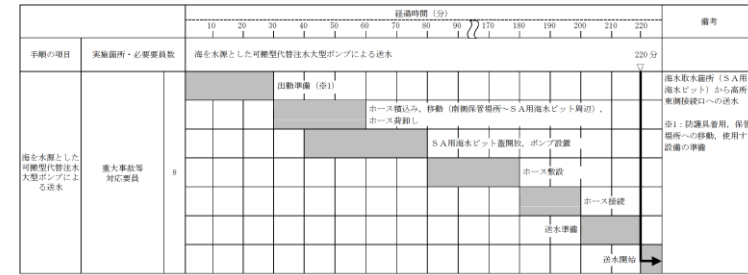 経過時間（分）
備考
10 20 30 40 50 60 70 80 90 170 180 190 200 210 220
手順の項目
実施箇所・必要要員数
海を水源とした可搬型代替注水大型ポンプによる送水
220 分
▽
出動準備（※1）
ホース積込み，移動（南側保管場所～ＳＡ用海水ピット周辺），
ホース荷卸し
ＳＡ用海水ピット蓋開放，ポンプ設置
ホース敷設
ホース接続
送水準備
送水開始
海を水源とした
可搬型代替注水
大型ポンプによ
る送水
重大事故等
対応要員
8
海水取水箇所（ＳＡ用
海水ピット）から高所
東側接続口への送水
※1：防護具着用，保管
場所への移動，使用す
設備の準備